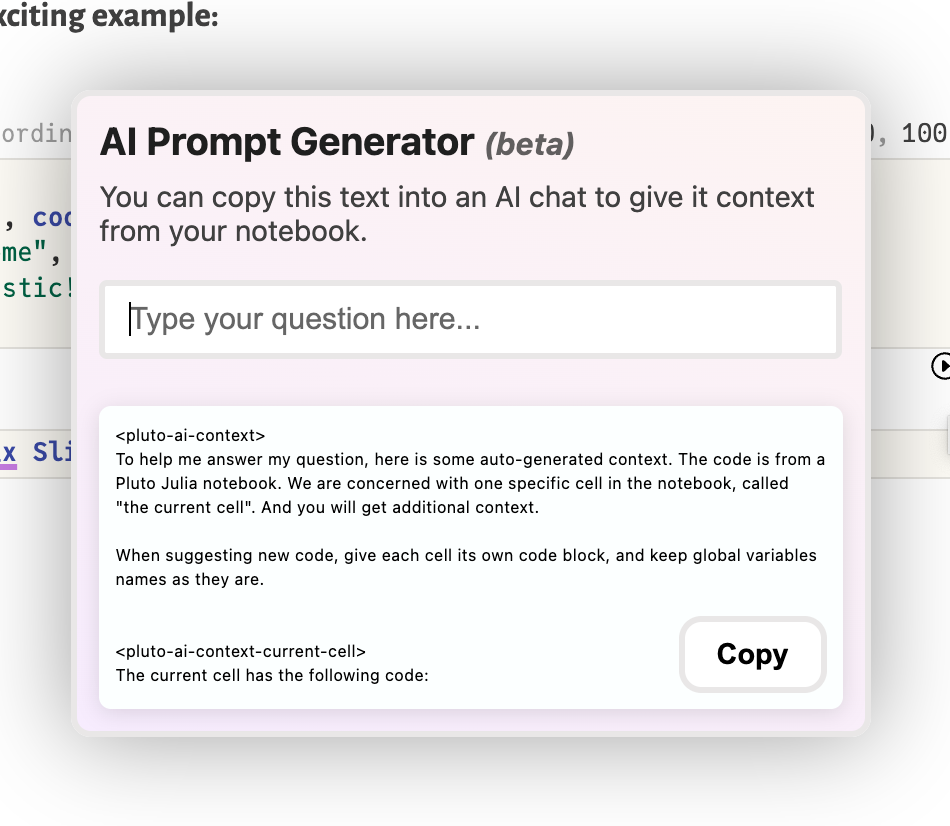 xciting example:
AI Prompt Generator (beta)
You can copy this text into an AI chat to give it context
from your notebook.
Type your question here...
<pluto-ai-context>
To help me answer my question, here is some auto-generated context. The code is from a
Pluto Julia notebook. We are concerned with one specific cell in the notebook, called
"the current cell". And you will get additional context.
When suggesting new code, give each cell its own code block, and keep global variables
names as they are.
<pluto-ai-context-current-cell>
The current cell has the following code:
Copy
ordin
, 100
, coo
me",
stic!
x Sli